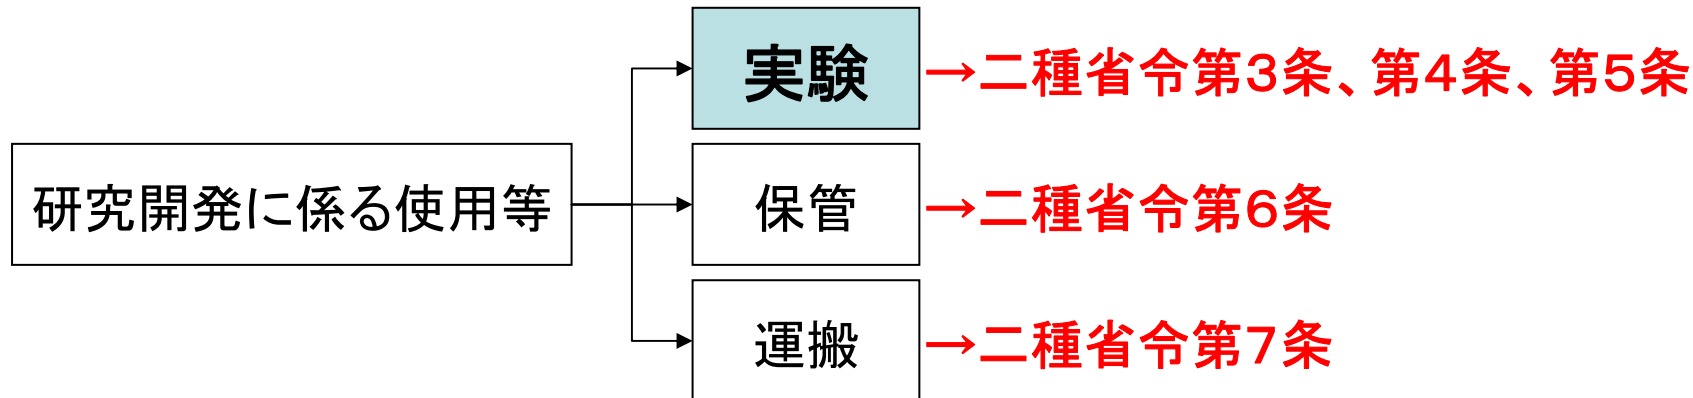 実験 →二種省令第３条、第４条、第５条
研究開発に係る使用等 保管 →二種省令第６条
運搬 →二種省令第７条